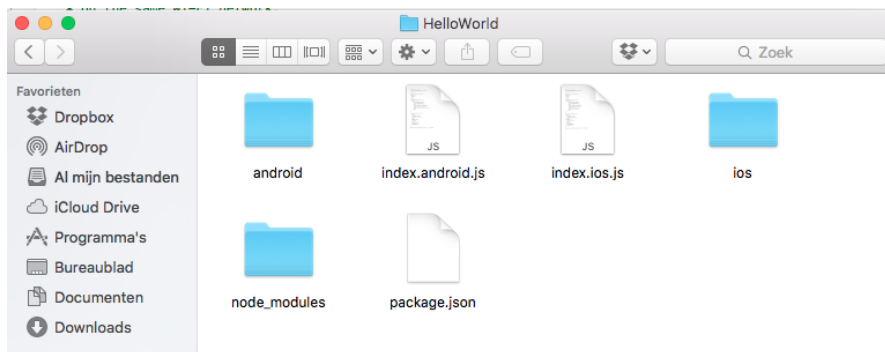 HelloWorld
Zoek
Favorieten
Dropbox
AirDrop
Al mijn bestanden
iCloud Drive
Programma's
Bureaublad
Documenten
Downloads
android
index.android.js
index.ios.js
ios
JS
JS
node_modules
package.json